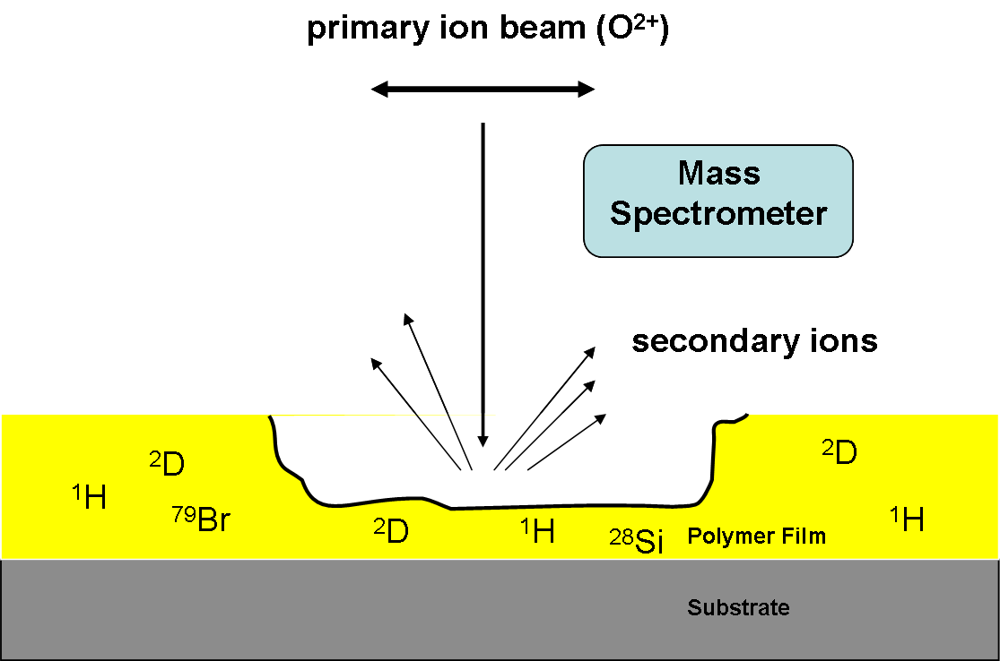 primary ion beam (O²⁺)
Mass
Spectrometer
secondary ions
²D
²D
¹H
⁷⁹Br
¹H
²D
¹H
²⁸Si
Polymer Film
Substrate